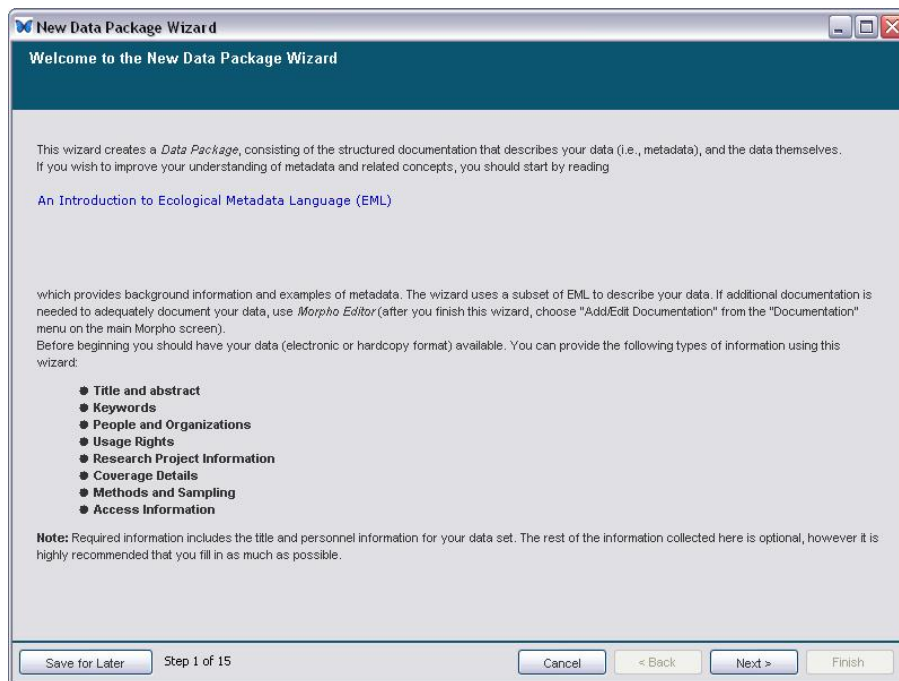 New Data Package Wizard
Welcome to the New Data Package Wizard
This wizard creates a Data Package, consisting of the structured documentation that describes your data (i.e., metadata), and the data themselves.
If you wish to improve your understanding of metadata and related concepts, you should start by reading
An Introduction to Ecological Metadata Language (EML)
which provides background information and examples of metadata. The wizard uses a subset of EML to describe your data. If additional documentation is
needed to adequately document your data, use Morpho Editor (after you finish this wizard, choose "Add/Edit Documentation" from the "Documentation"
menu on the main Morpho screen).
Before beginning you should have your data (electronic or hardcopy format) available. You can provide the following types of information using this
wizard:
● Title and abstract
● Keywords
● People and Organizations
● Usage Rights
● Research Project Information
● Coverage Details
● Methods and Sampling
● Access Information
Note: Required information includes the title and personnel information for your data set. The rest of the information collected here is optional, however it is
highly recommended that you fill in as much as possible.
Save for Later Step 1 of 15 Cancel < Back Next > Finish